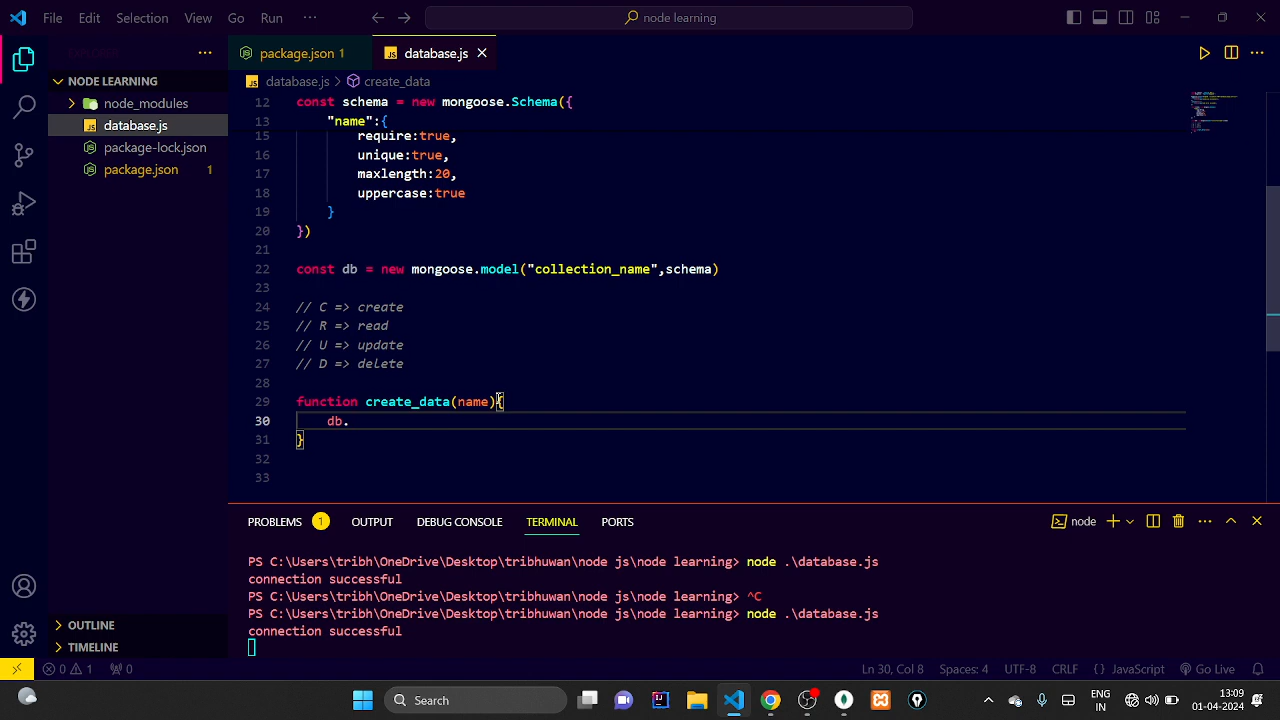 File Edit Selection View Go Run ··· node learning
EXPLORER ···
package.json 1 database.js
NODE LEARNING
database.js > create_data
node_modules
database.js
package-lock.json
package.json 1
12 const schema = new mongoose.Schema({
13 "name":{
15 require:true,
16 unique:true,
17 maxlength:20,
18 uppercase:true
19 }
20 })
21
22 const db = new mongoose.model("collection_name",schema)
23
24 // C => create
25 // R => read
26 // U => update
27 // D => delete
28
29 function create_data(name){
30 db.
31 }
32
33
PROBLEMS 1 OUTPUT DEBUG CONSOLE TERMINAL PORTS node
PS C:\Users\tribh\OneDrive\Desktop\tribhuwan\node js\node learning> node .\database.js
connection successful
PS C:\Users\tribh\OneDrive\Desktop\tribhuwan\node js\node learning> ^C
PS C:\Users\tribh\OneDrive\Desktop\tribhuwan\node js\node learning> node .\database.js
connection successful
OUTLINE
TIMELINE
0 1 0 Ln 30, Col 8 Spaces: 4 UTF-8 CRLF {} JavaScript Go Live
Search ENG IN 13:09 01-04-2024